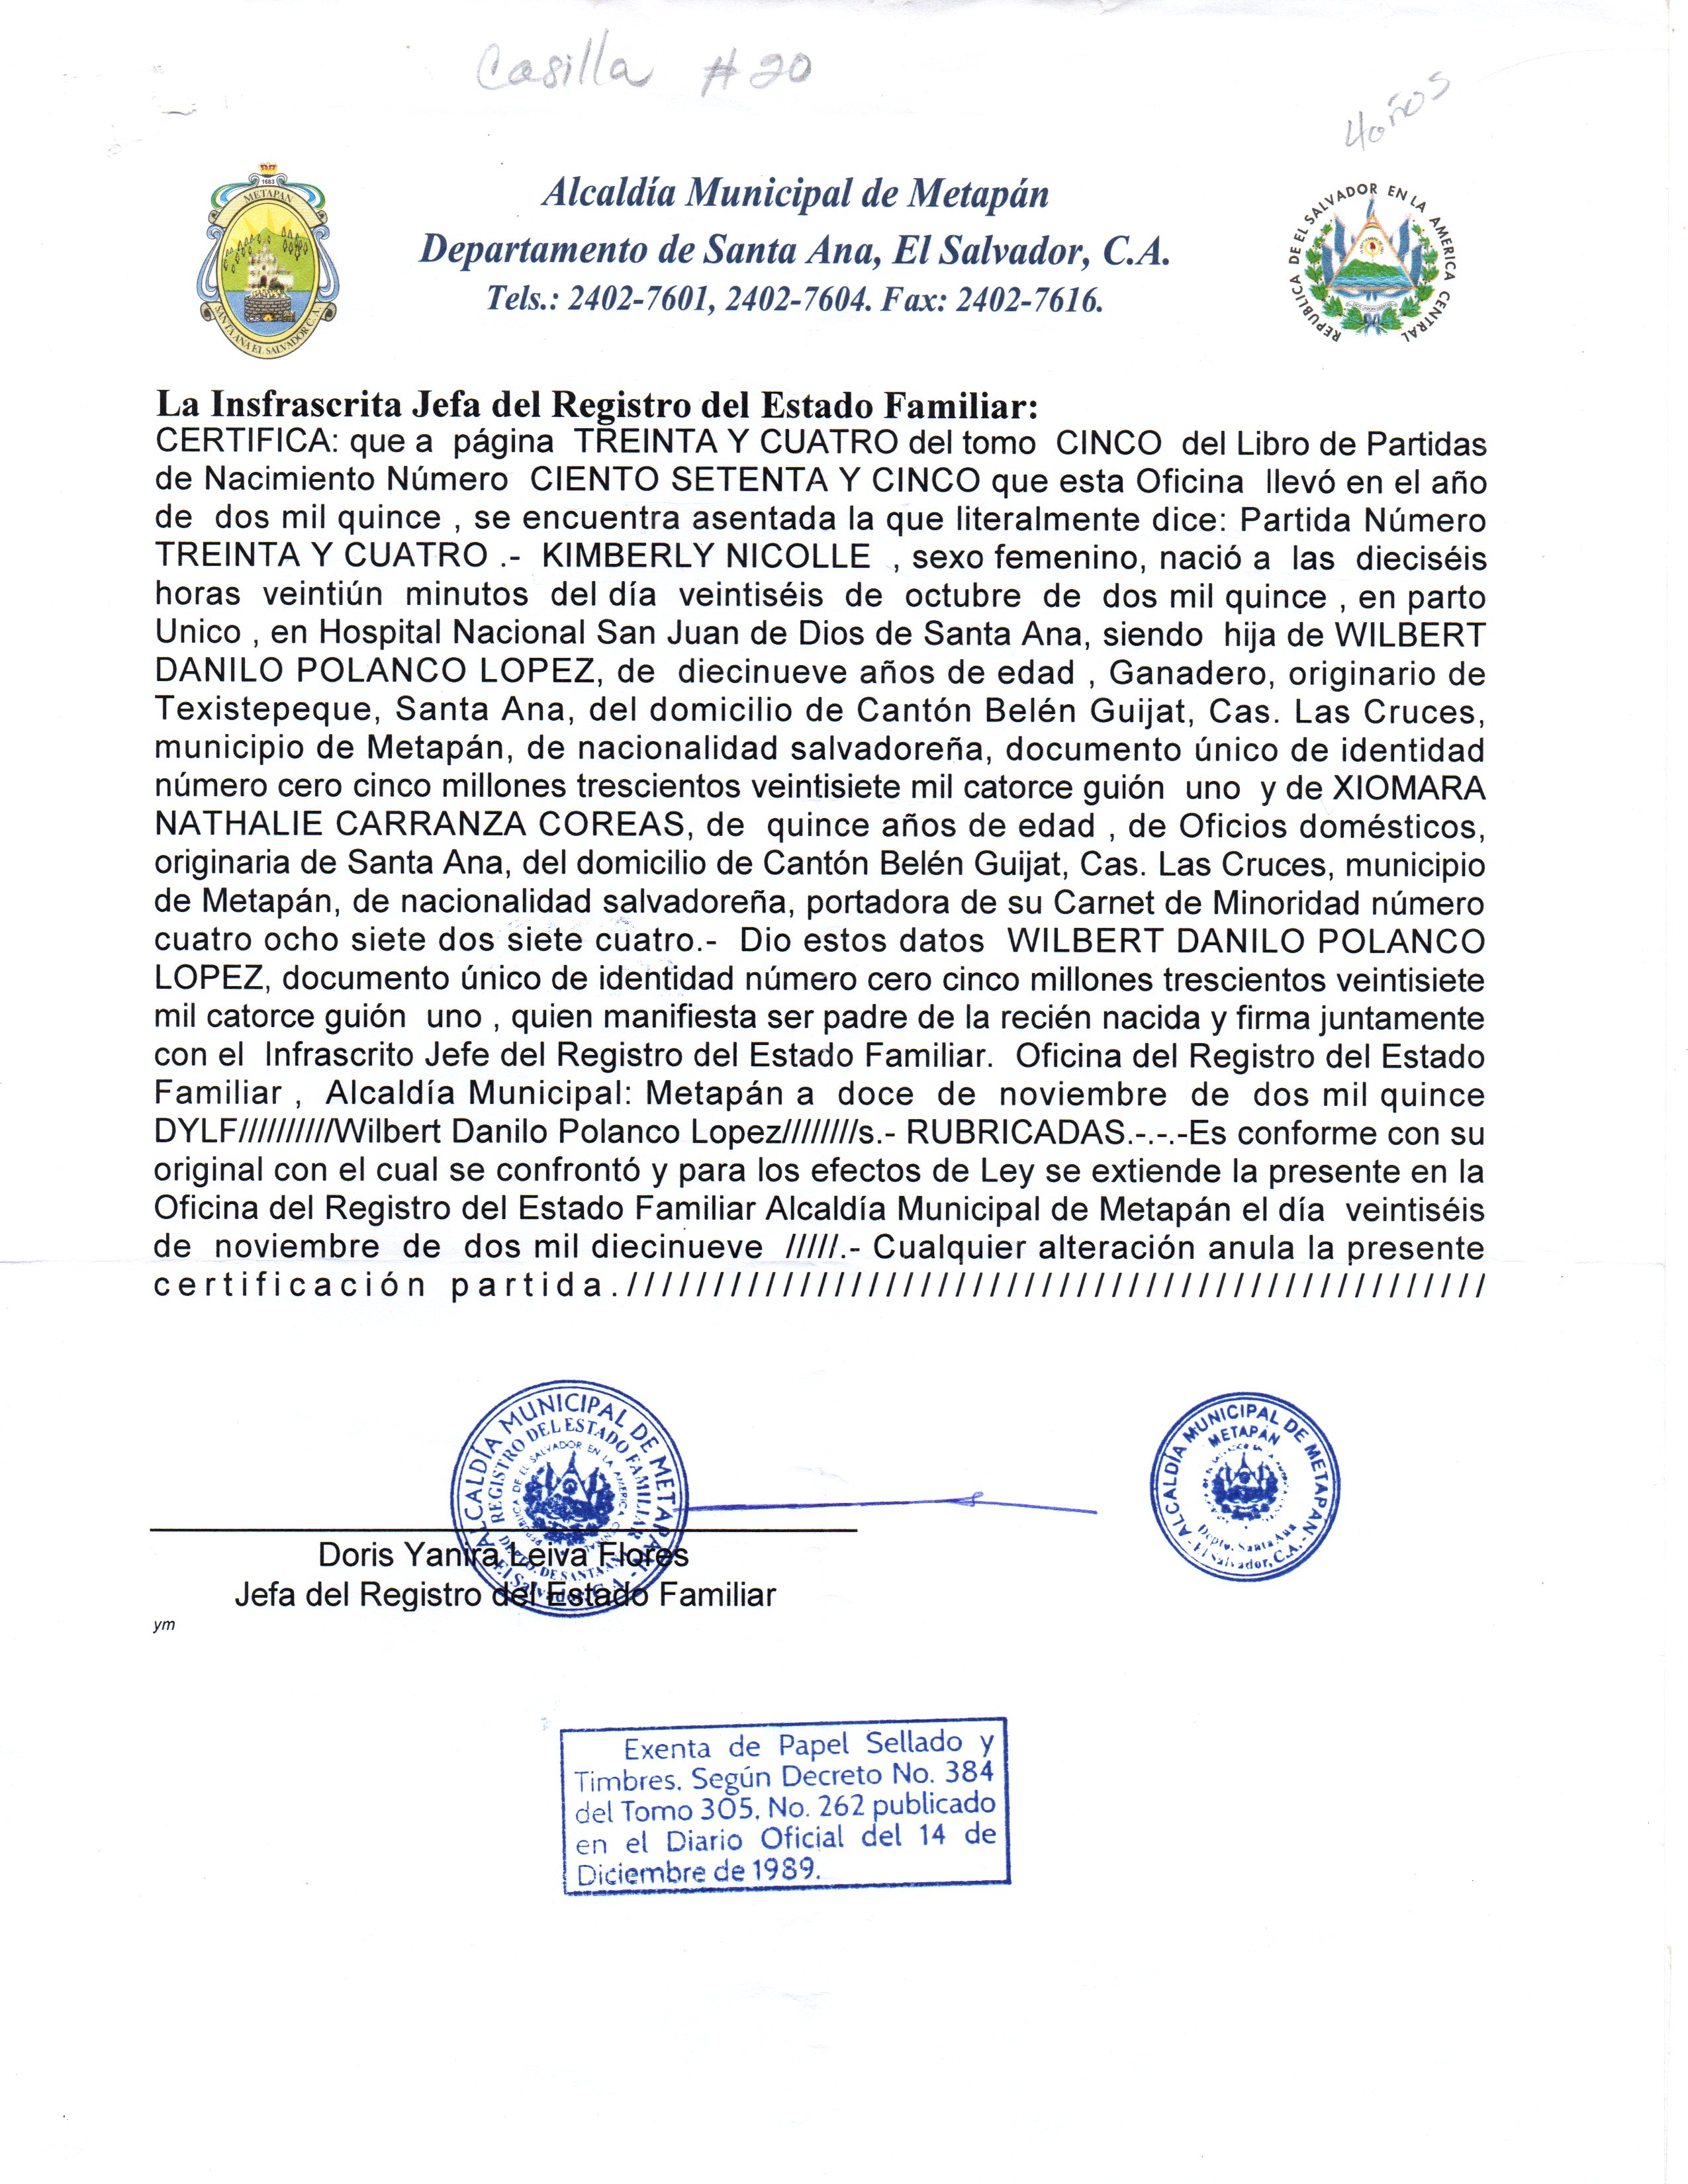 Casilla #20
4 años
METAPAN
1683
SANTA ANA EL SALVADOR C.A.
Alcaldía Municipal de Metapán
Departamento de Santa Ana, El Salvador, C.A.
Tels.: 2402-7601, 2402-7604. Fax: 2402-7616.
REPUBLICA DE EL SALVADOR EN LA AMERICA CENTRAL
La Insfrascrita Jefa del Registro del Estado Familiar:
CERTIFICA: que a página TREINTA Y CUATRO del tomo CINCO del Libro de Partidas
de Nacimiento Número CIENTO SETENTA Y CINCO que esta Oficina llevó en el año
de dos mil quince , se encuentra asentada la que literalmente dice: Partida Número
TREINTA Y CUATRO .- KIMBERLY NICOLLE , sexo femenino, nació a las dieciséis
horas veintiún minutos del día veintiséis de octubre de dos mil quince , en parto
Unico , en Hospital Nacional San Juan de Dios de Santa Ana, siendo hija de WILBERT
DANILO POLANCO LOPEZ, de diecinueve años de edad , Ganadero, originario de
Texistepeque, Santa Ana, del domicilio de Cantón Belén Guijat, Cas. Las Cruces,
municipio de Metapán, de nacionalidad salvadoreña, documento único de identidad
número cero cinco millones trescientos veintisiete mil catorce guión uno y de XIOMARA
NATHALIE CARRANZA COREAS, de quince años de edad , de Oficios domésticos,
originaria de Santa Ana, del domicilio de Cantón Belén Guijat, Cas. Las Cruces, municipio
de Metapán, de nacionalidad salvadoreña, portadora de su Carnet de Minoridad número
cuatro ocho siete dos siete cuatro.- Dio estos datos WILBERT DANILO POLANCO
LOPEZ, documento único de identidad número cero cinco millones trescientos veintisiete
mil catorce guión uno , quien manifiesta ser padre de la recién nacida y firma juntamente
con el Infrascrito Jefe del Registro del Estado Familiar. Oficina del Registro del Estado
Familiar , Alcaldía Municipal: Metapán a doce de noviembre de dos mil quince
DYLF//////////Wilbert Danilo Polanco Lopez////////s.- RUBRICADAS.-.-.-Es conforme con su
original con el cual se confrontó y para los efectos de Ley se extiende la presente en la
Oficina del Registro del Estado Familiar Alcaldía Municipal de Metapán el día veintiséis
de noviembre de dos mil diecinueve /////.- Cualquier alteración anula la presente
certificación partida.//////////////////////////////////////////////////
ALCALDÍA MUNICIPAL DE METAPAN
REGISTRO DEL ESTADO FAMILIAR
REPUBLICA DE EL SALVADOR EN LA AMERICA CENTRAL
DEPTO. DE SANTA ANA
El Salvador, C.A.
ALCALDÍA MUNICIPAL DE METAPAN
METAPAN
Depto. Santa Ana
El Salvador, C.A.
Doris Yanira Leiva Flores
Jefa del Registro del Estado Familiar
ym
Exenta de Papel Sellado y
Timbres. Según Decreto No. 384
del Tomo 305, No. 262 publicado
en el Diario Oficial del 14 de
Diciembre de 1989.